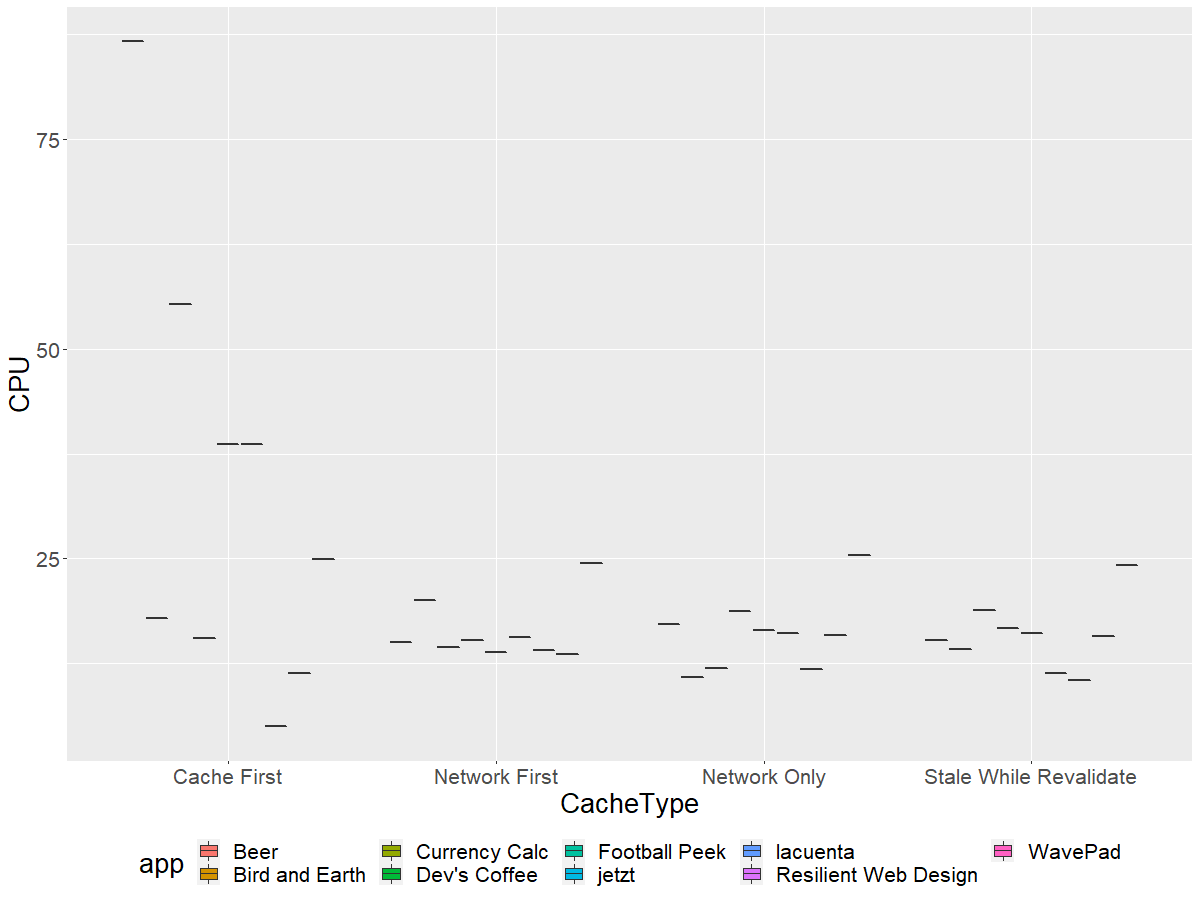 75
50
25
CPU
Cache First Network First Network Only Stale While Revalidate
CacheType
app
Beer Currency Calc Football Peek lacuenta WavePad
Bird and Earth Dev's Coffee jetzt Resilient Web Design